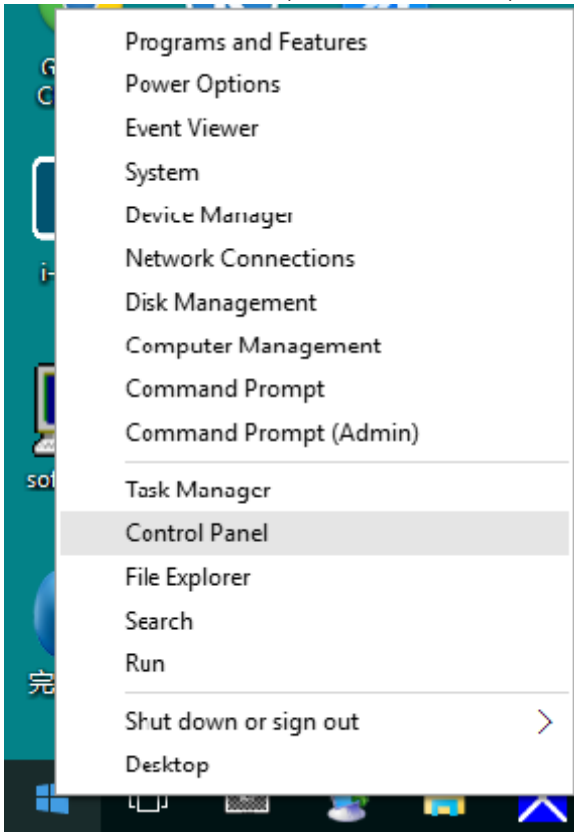 Programs and Features
Power Options
Event Viewer
System
Device Manager
Network Connections
Disk Management
Computer Management
Command Prompt
Command Prompt (Admin)
Task Manager
Control Panel
File Explorer
Search
Run
Shut down or sign out
Desktop